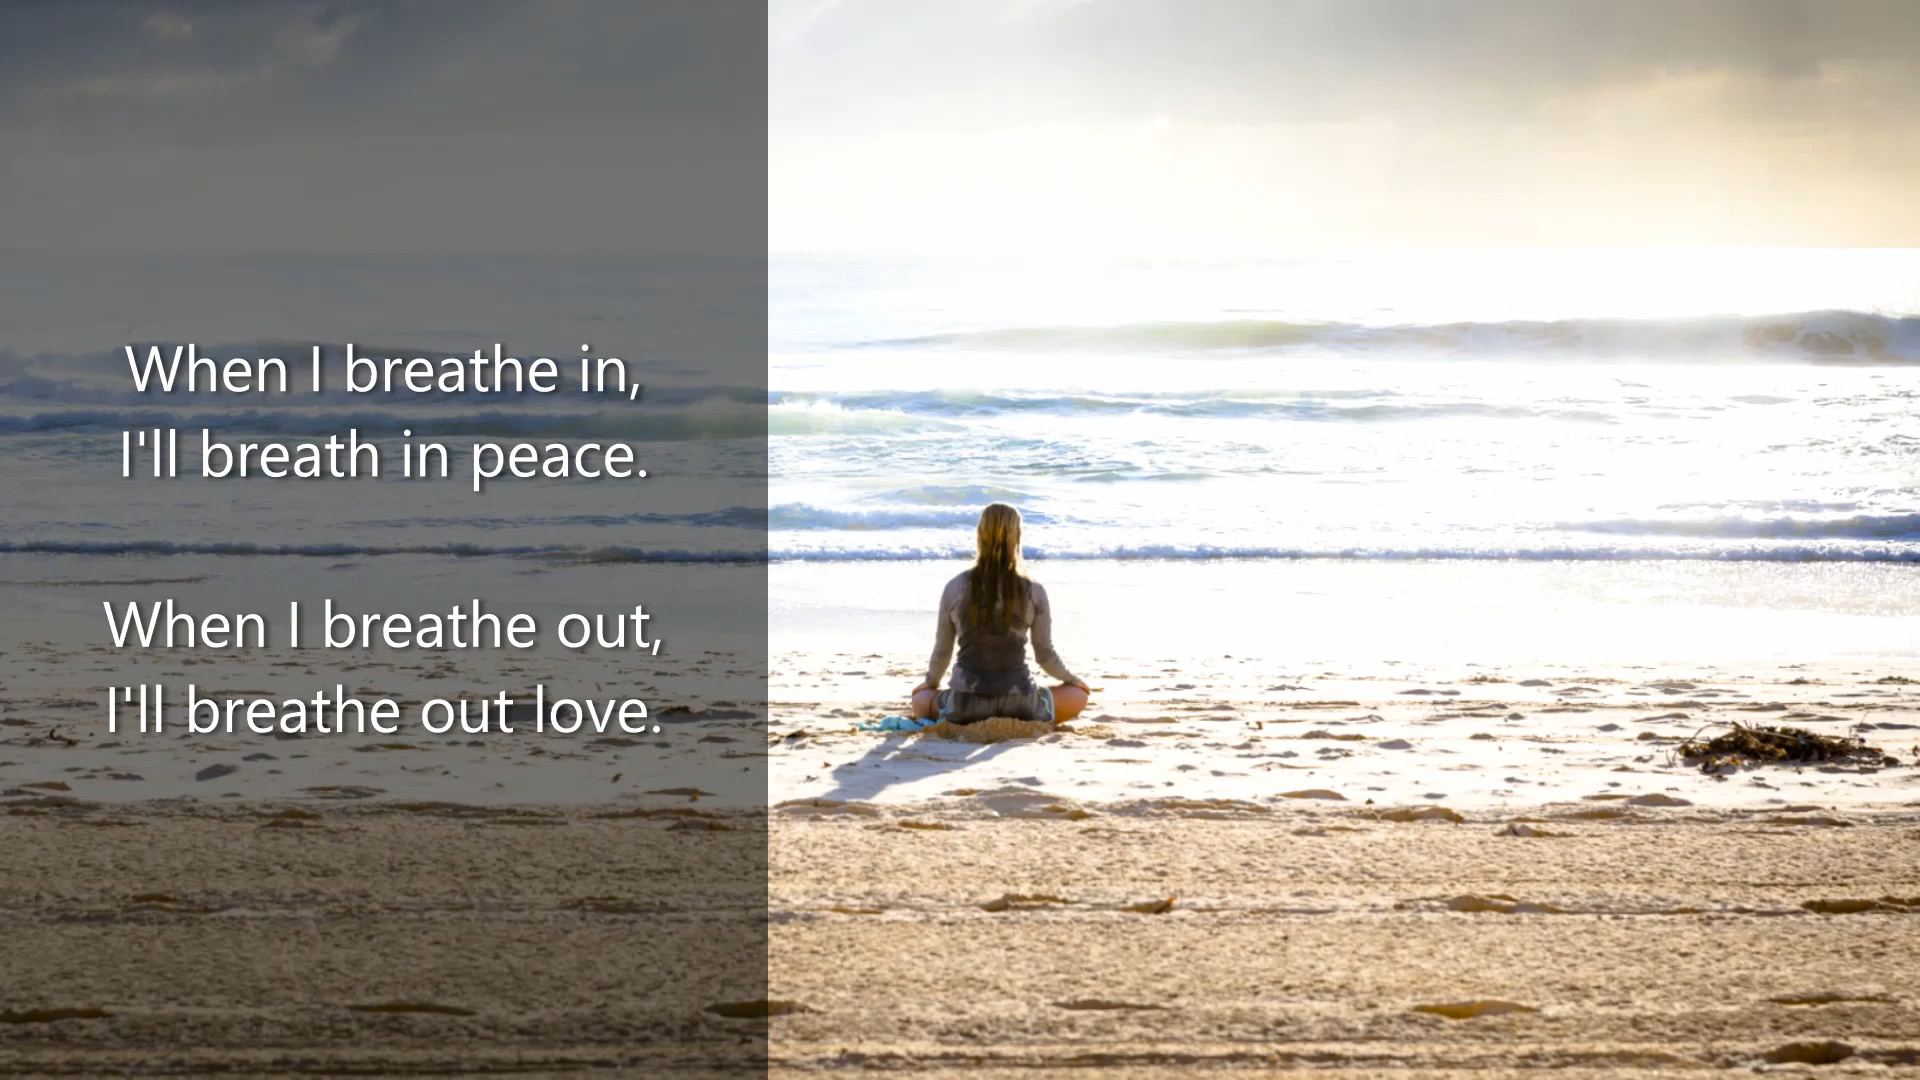 When I breathe in,
I'll breath in peace.
When I breathe out,
I'll breathe out love.